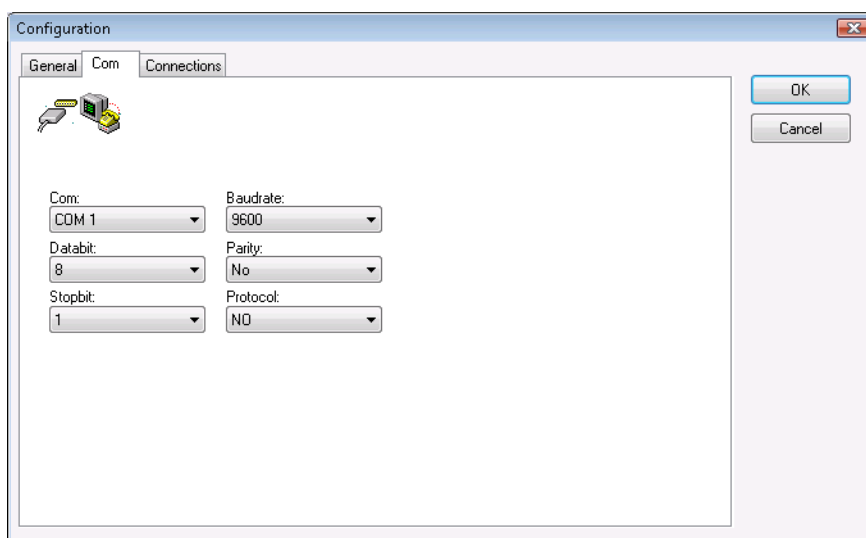 Configuration
General Com Connections
OK
Cancel
Com: Baudrate:
COM 1 9600
Databit: Parity:
8 No
Stopbit: Protocol:
1 NO